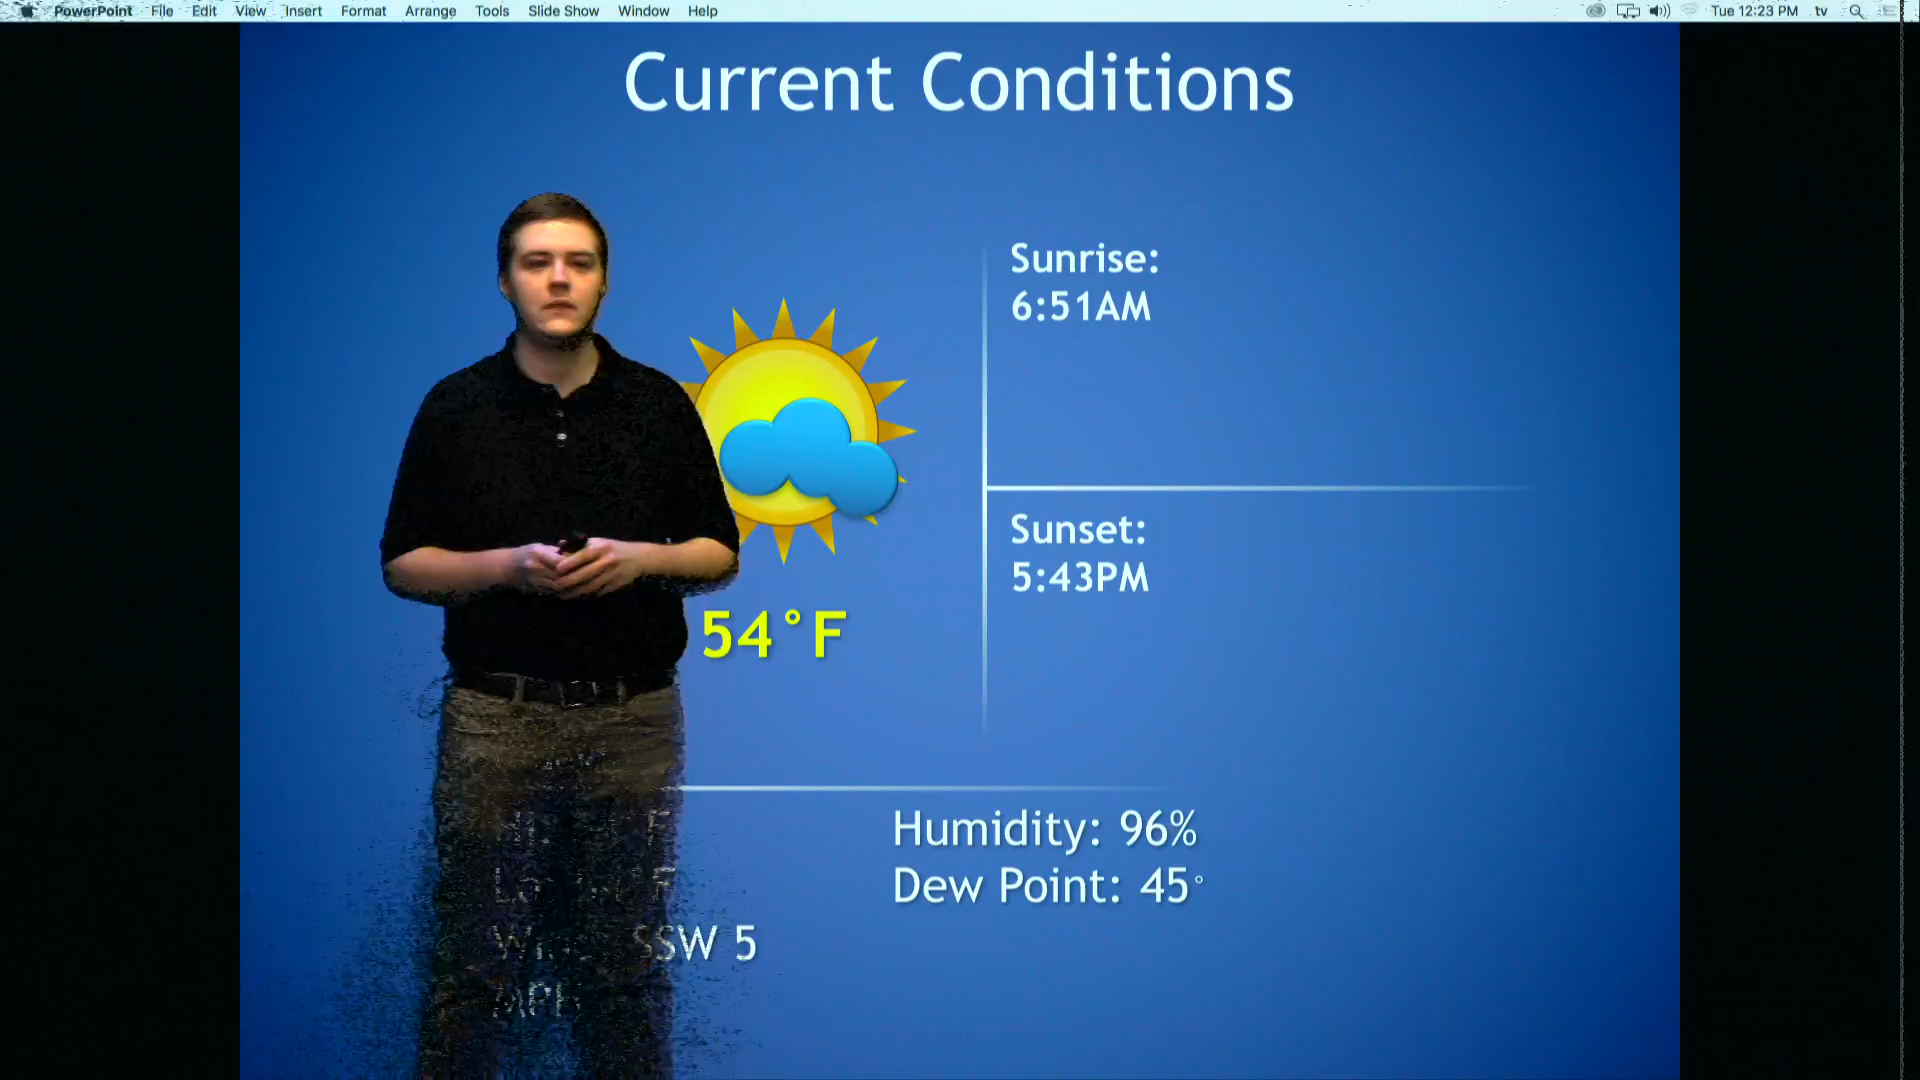 PowerPoint File Edit View Insert Format Arrange Tools Slide Show Window Help Tue 12:23 PM tv
Current Conditions
Sunrise:
6:51AM
Sunset:
5:43PM
54°F
Humidity: 96%
Dew Point: 45°
SSW 5
MPH